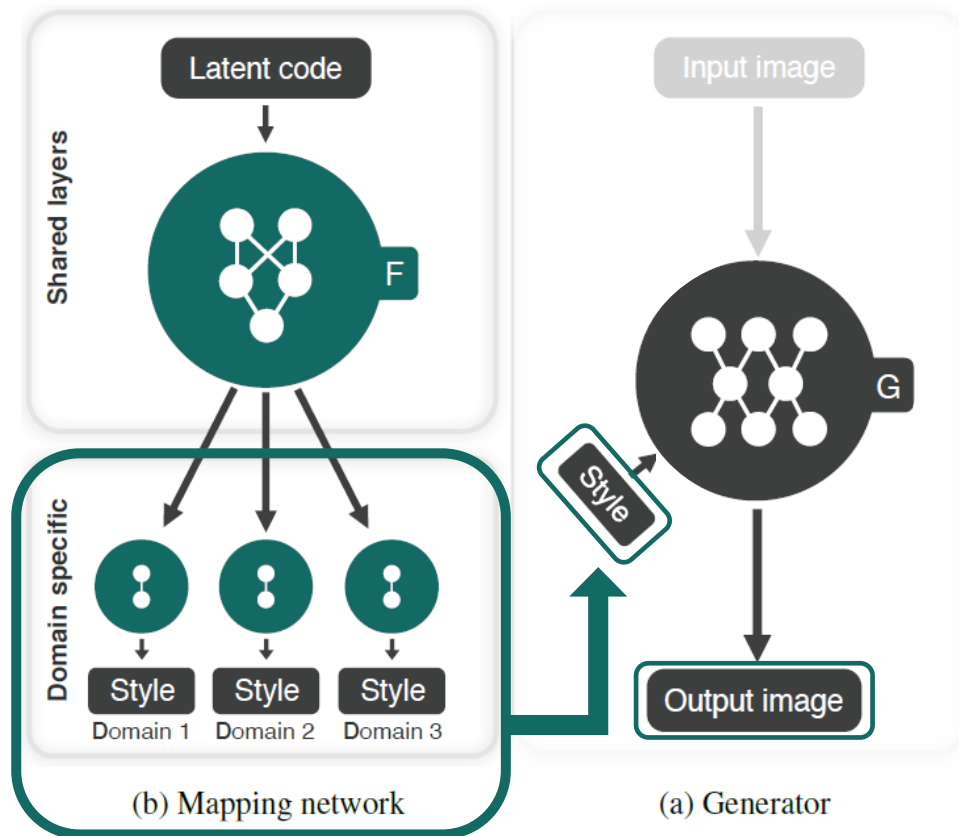 Latent code
Shared layers
F
Domain specific
Style
Style
Style
Domain 1
Domain 2
Domain 3
(b) Mapping network
Input image
G
Style
Output image
(a) Generator